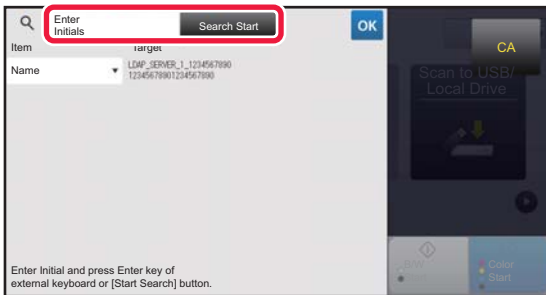 Enter
Initials
Search Start
OK
CA
Item
Target
Name
LDAP_SERVER_1_1234567890
12345678901234567890
Scan to USB/
Local Drive
B/W
Start
Color
Start
Enter Initial and press Enter key of
external keyboard or [Start Search] button.